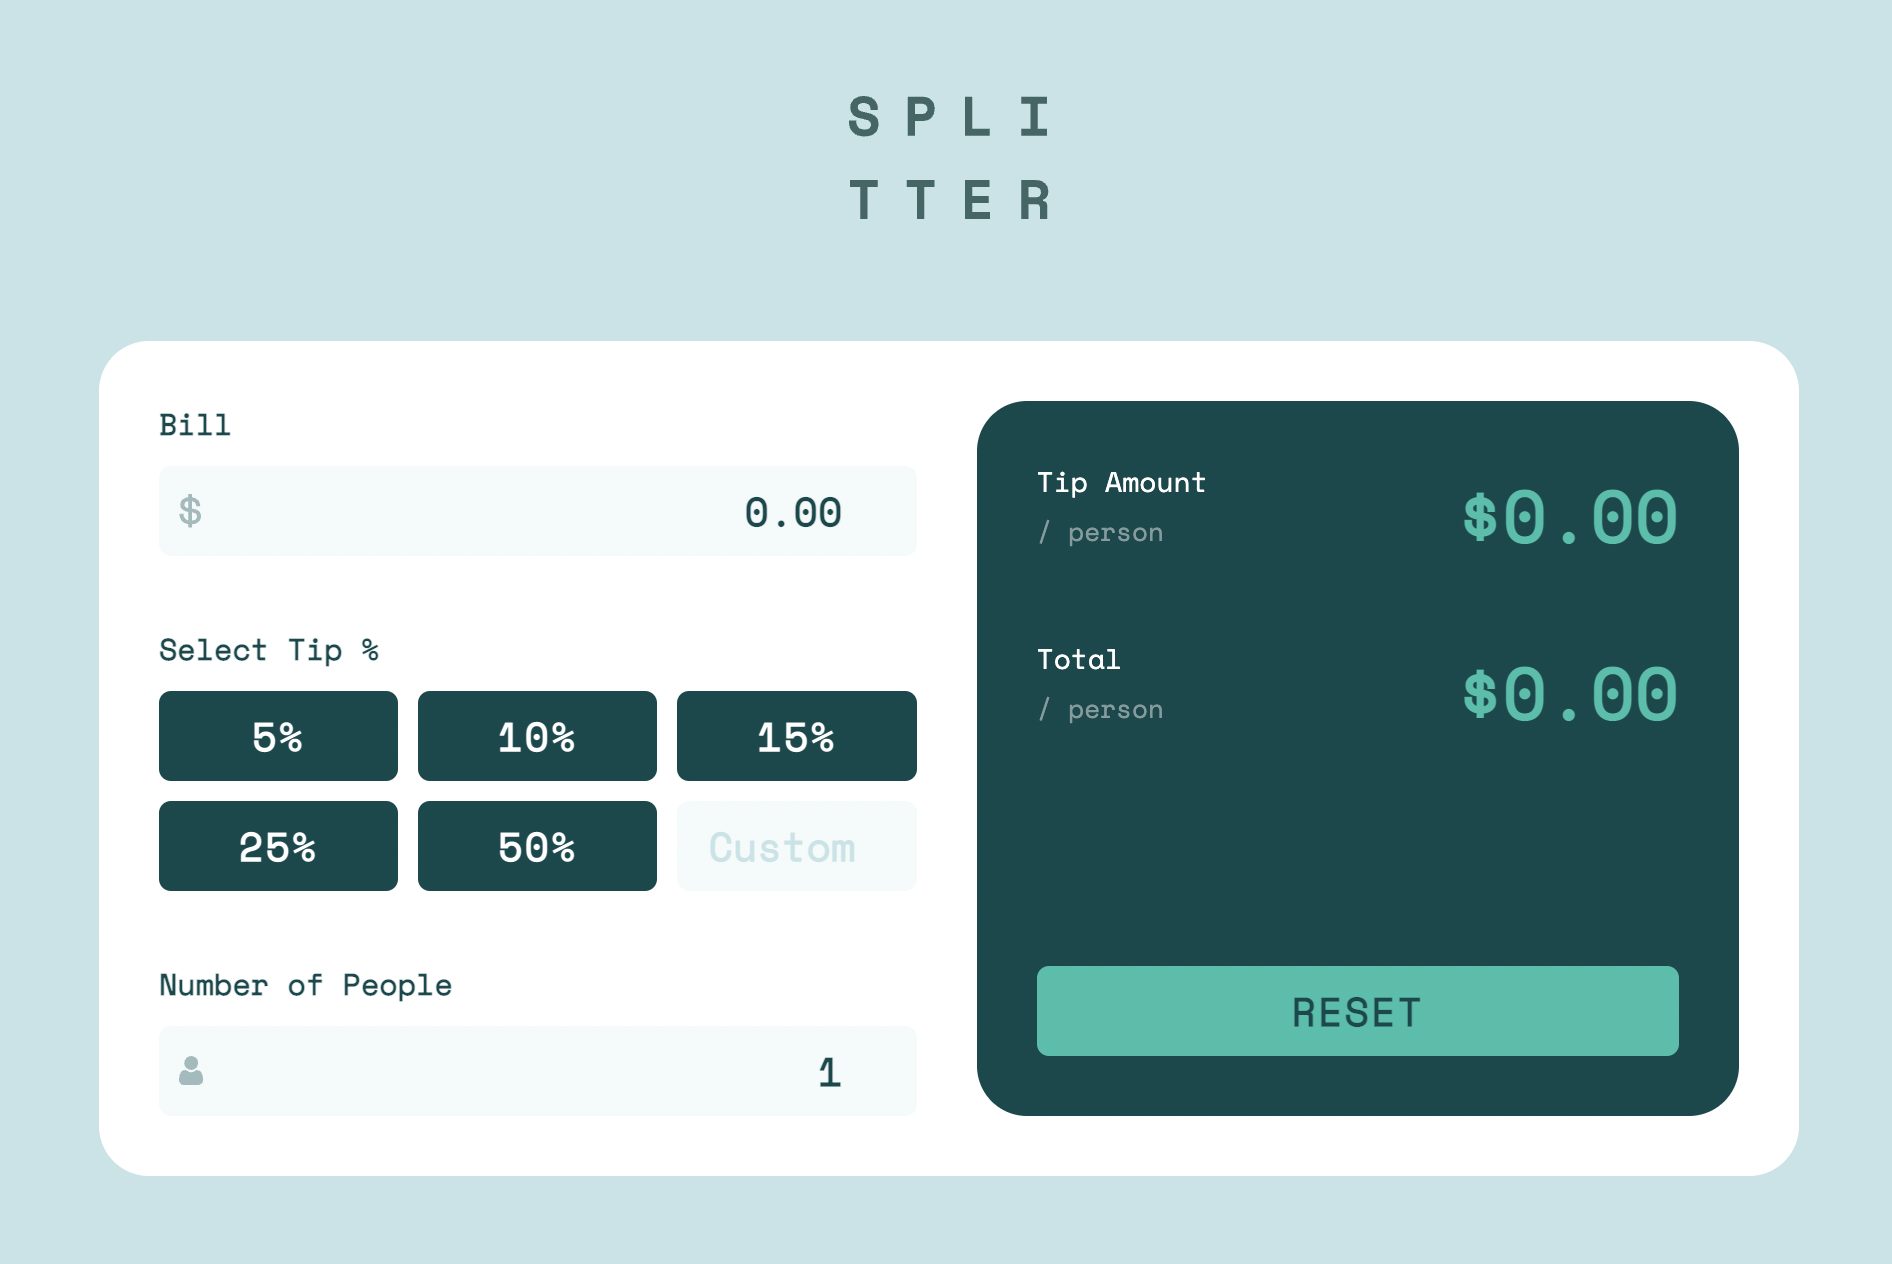 S P L I
T T E R
Bill
$ 0.00
Select Tip %
5% 10% 15%
25% 50% Custom
Number of People
1
Tip Amount
/ person
$0.00
Total
/ person
$0.00
RESET